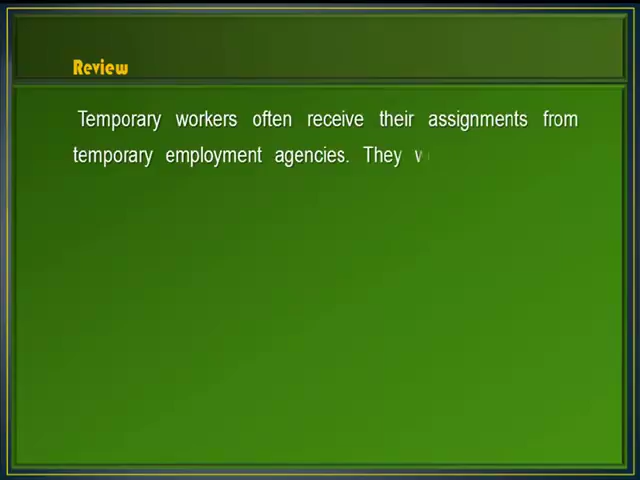 Review
Temporary workers often receive their assignments from
temporary employment agencies. They